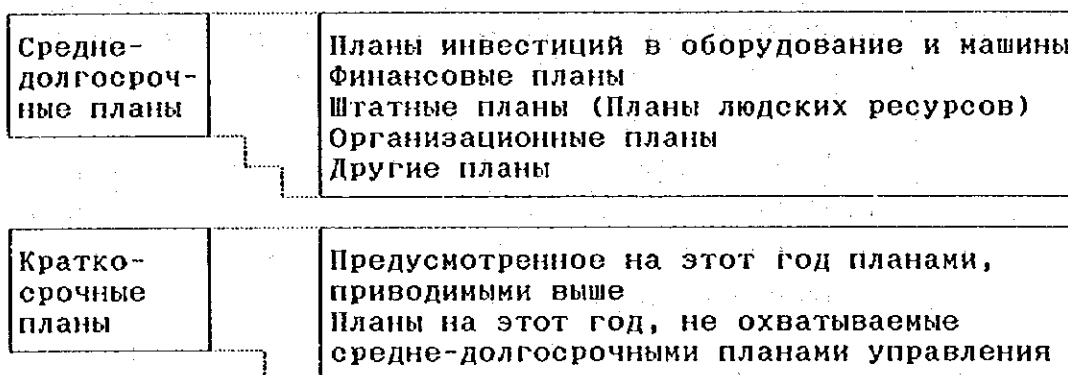 Средне-
долгосроч-
ные планы
Планы инвестиций в оборудование и машины
Финансовые планы
Штатные планы (Планы людских ресурсов)
Организационные планы
Другие планы
Кратко-
срочные
планы
Предусмотренное на этот год планами,
приводимыми выше
Планы на этот год, не охватываемые
средне-долгосрочными планами управления